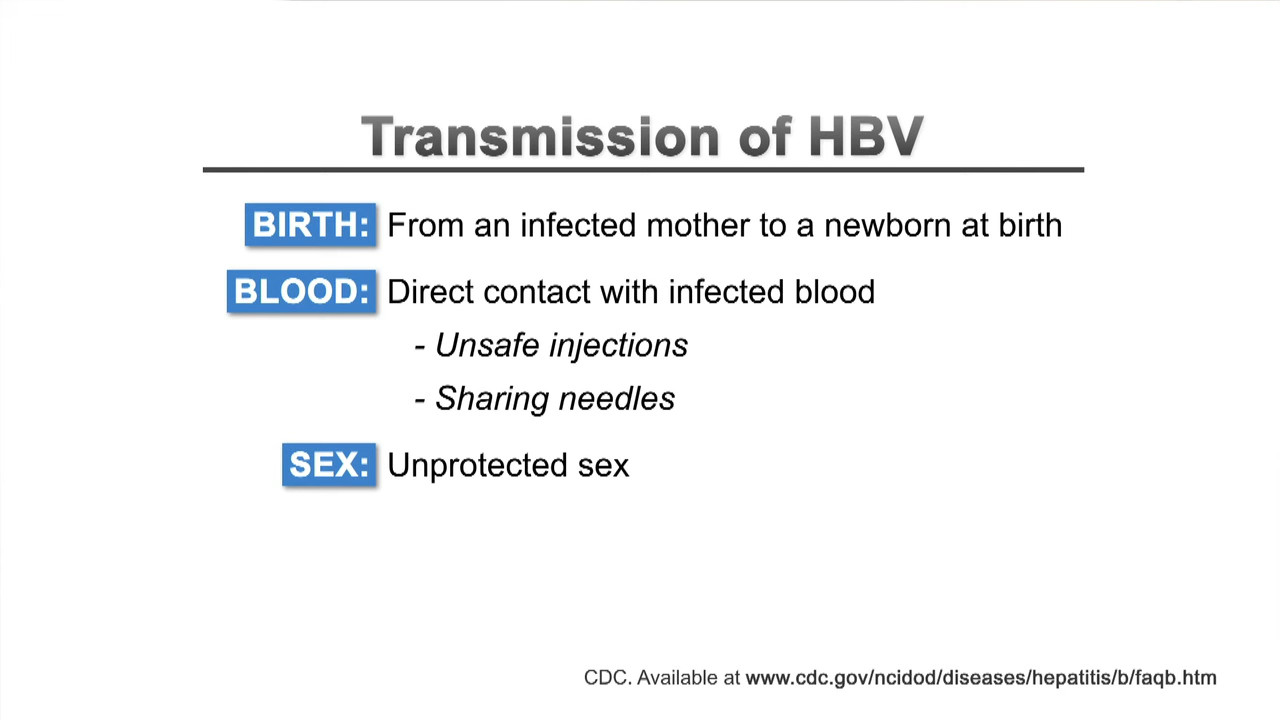 Transmission of HBV
BIRTH: From an infected mother to a newborn at birth
BLOOD: Direct contact with infected blood
- Unsafe injections
- Sharing needles
SEX: Unprotected sex
CDC. Available at www.cdc.gov/ncidod/diseases/hepatitis/b/faqb.htm